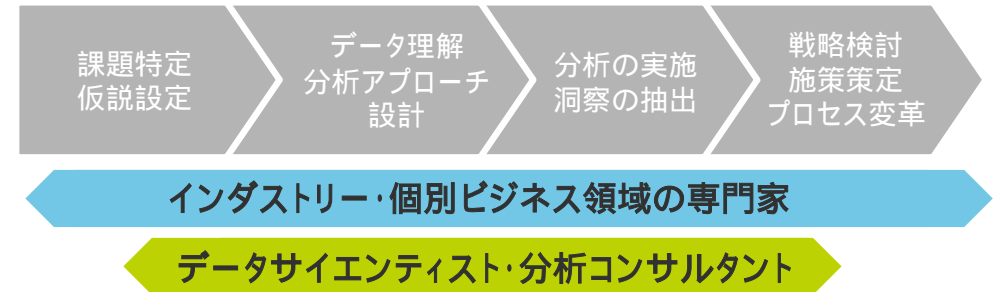 課題特定
仮説設定
データ理解
分析アプローチ
設計
分析の実施
洞察の抽出
戦略検討
施策策定
プロセス変革
インダストリー・個別ビジネス領域の専門家
データサイエンティスト・分析コンサルタント